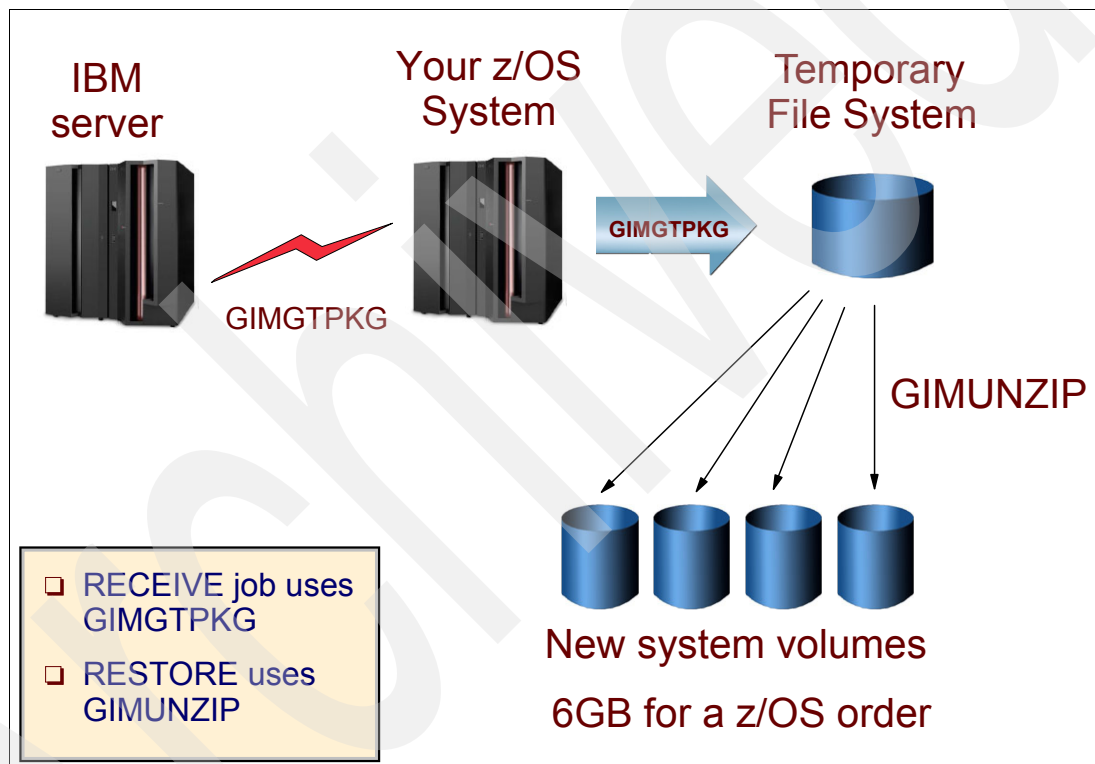 IBM
server
Your z/OS
System
Temporary
File System
GIMGTPKG
GIMGTPKG
GIMUNZIP
RECEIVE job uses
GIMGTPKG
RESTORE uses
GIMUNZIP
New system volumes
6GB for a z/OS order